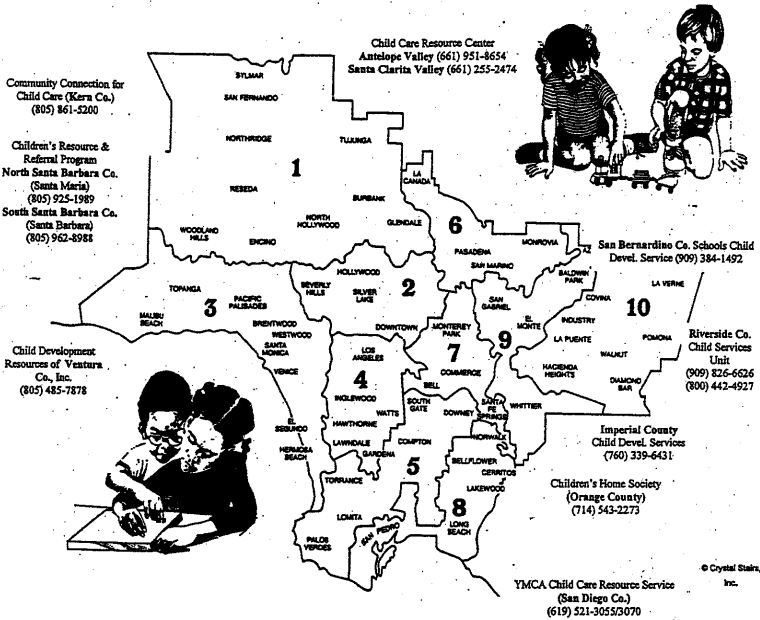 Child Care Resource Center
Antelope Valley (661) 951-8654
Santa Clarita Valley (661) 255-2474
Community Connection for
Child Care (Kern Co.)
(805) 861-5200
Children's Resource &
Referral Program
North Santa Barbara Co.
(Santa Maria)
(805) 925-1989
South Santa Barbara Co.
(Santa Barbara)
(805) 962-8988
Child Development
Resources of Ventura
Co., Inc.
(805) 485-7878
SYLMAR
SAN FERNANDO
NORTHRIDGE
TUJUNGA
1
RESEDA
BURBANK
NORTH
HOLLYWOOD
GLENDALE
WOODLAND
HILLS
ENCINO
LA
CANADA
6
PASADENA
MONROVIA
SAN MARINO
AZ
San Bernardino Co. Schools Child
Devel. Service (909) 384-1492
HOLLYWOOD
BEVERLY
HILLS
SILVER
LAKE
2
DOWNTOWN
TOPANGA
3
PACIFIC
PALISADES
MALIBU
BEACH
BRENTWOOD
WESTWOOD
SANTA
MONICA
VENICE
EL
SEGUNDO
HERMOSA
BEACH
BALDWIN
PARK
LA VERNE
COVINA
10
INDUSTRY
LA PUENTE
POMONA
WALNUT
HACIENDA
HEIGHTS
DIAMOND
BAR
SAN
GABRIEL
EL
MONTE
9
WHITTIER
SANTA
FE
SPRINGS
MONTEREY
PARK
7
COMMERCE
BELL
LOS
ANGELES
4
INGLEWOOD
WATTS
HAWTHORNE
LAWNDALE
GARDENA
SOUTH
GATE
DOWNEY
COMPTON
5
NORWALK
BELLFLOWER
CERRITOS
LAKEWOOD
8
LONG
BEACH
TORRANCE
LOMITA
PALOS
VERDES
SAN PEDRO
Riverside Co.
Child Services
Unit
(909) 826-6626
(800) 442-4927
Imperial County
Child Devel. Services
(760) 339-6431
Children's Home Society
(Orange County)
(714) 543-2273
© Crystal Stairs,
Inc.
YMCA Child Care Resource Service
(San Diego Co.)
(619) 521-3055/3070